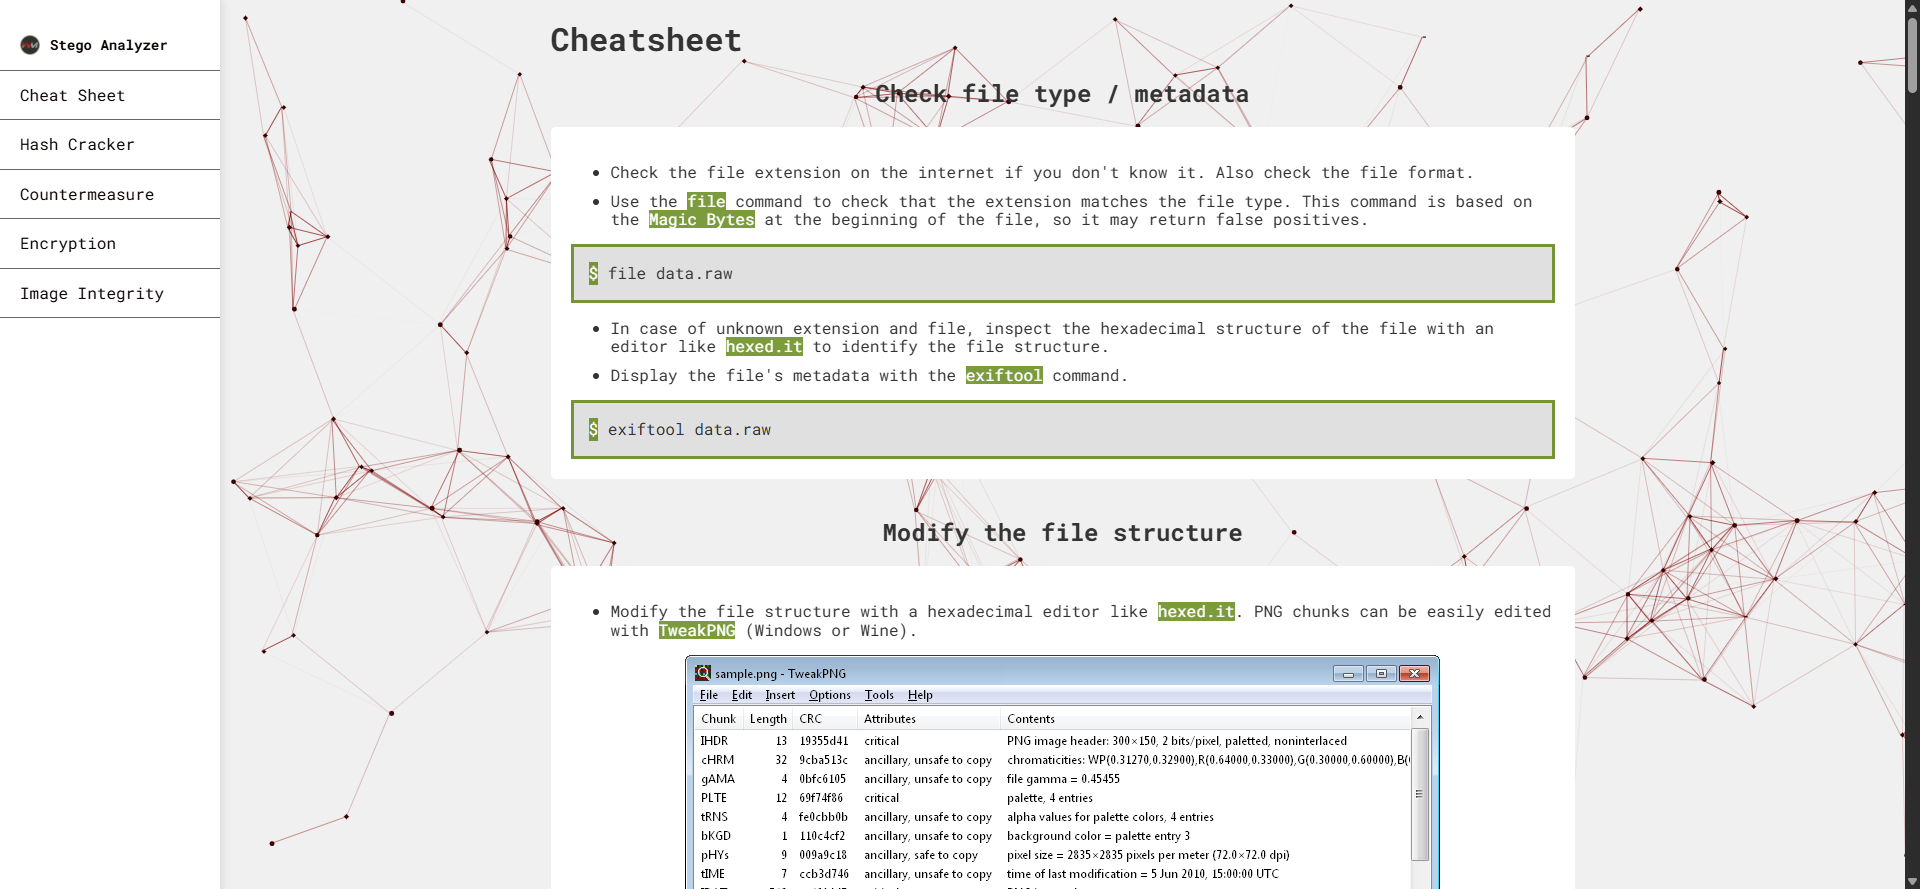 Stego Analyzer
Cheat Sheet
Hash Cracker
Countermeasure
Encryption
Image Integrity
Cheatsheet
Check file type / metadata
Check the file extension on the internet if you don't know it. Also check the file format.
Use the file command to check that the extension matches the file type. This command is based on
the Magic Bytes at the beginning of the file, so it may return false positives.
$ file data.raw
In case of unknown extension and file, inspect the hexadecimal structure of the file with an
editor like hexed.it to identify the file structure.
Display the file's metadata with the exiftool command.
$ exiftool data.raw
Modify the file structure
Modify the file structure with a hexadecimal editor like hexed.it. PNG chunks can be easily edited
with TweakPNG (Windows or Wine).
sample.png - TweakPNG
File Edit Insert Options Tools Help
Chunk Length CRC Attributes Contents
IHDR 13 19355d41 critical PNG image header: 300×150, 2 bits/pixel, paletted, noninterlaced
cHRM 32 9cba513c ancillary, unsafe to copy chromaticities: WP(0.31270,0.32900),R(0.64000,0.33000),G(0.30000,0.60000),B(
gAMA 4 0bfc6105 ancillary, unsafe to copy file gamma = 0.45455
PLTE 12 69f74f86 critical palette, 4 entries
tRNS 4 fe0cbb0b ancillary, unsafe to copy alpha values for palette colors, 4 entries
bKGD 1 110c4cf2 ancillary, unsafe to copy background color = palette entry 3
pHYs 9 009a9c18 ancillary, safe to copy pixel size = 2835×2835 pixels per meter (72.0×72.0 dpi)
tIME 7 ccb3d746 ancillary, unsafe to copy time of last modification = 5 Jun 2010, 15:00:00 UTC